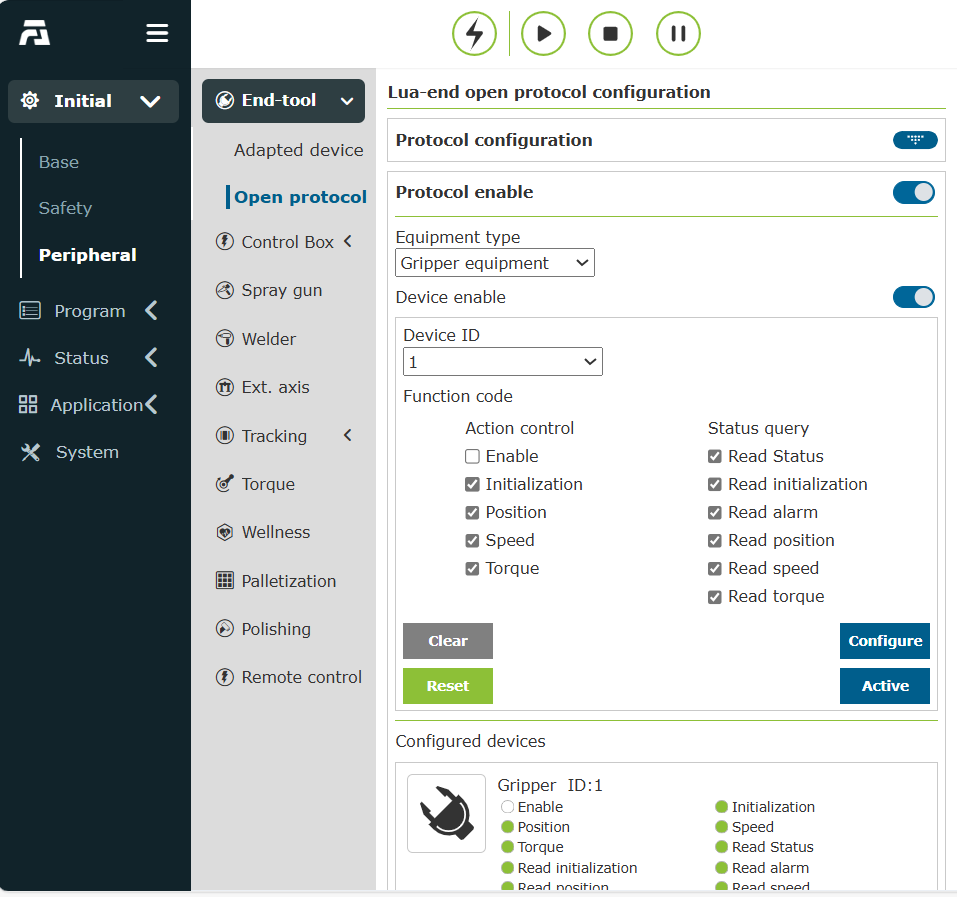 Initial
Base
Safety
Peripheral
Program
Status
Application
System
End-tool
Adapted device
Open protocol
Control Box
Spray gun
Welder
Ext. axis
Tracking
Torque
Wellness
Palletization
Polishing
Remote control
Lua-end open protocol configuration
Protocol configuration
Protocol enable
Equipment type
Gripper equipment
Device enable
Device ID
1
Function code
Action control
Enable
Initialization
Position
Speed
Torque
Status query
Read Status
Read initialization
Read alarm
Read position
Read speed
Read torque
Clear
Configure
Reset
Active
Configured devices
Gripper ID:1
Enable
Initialization
Position
Speed
Torque
Read Status
Read initialization
Read alarm
Read position
Read speed